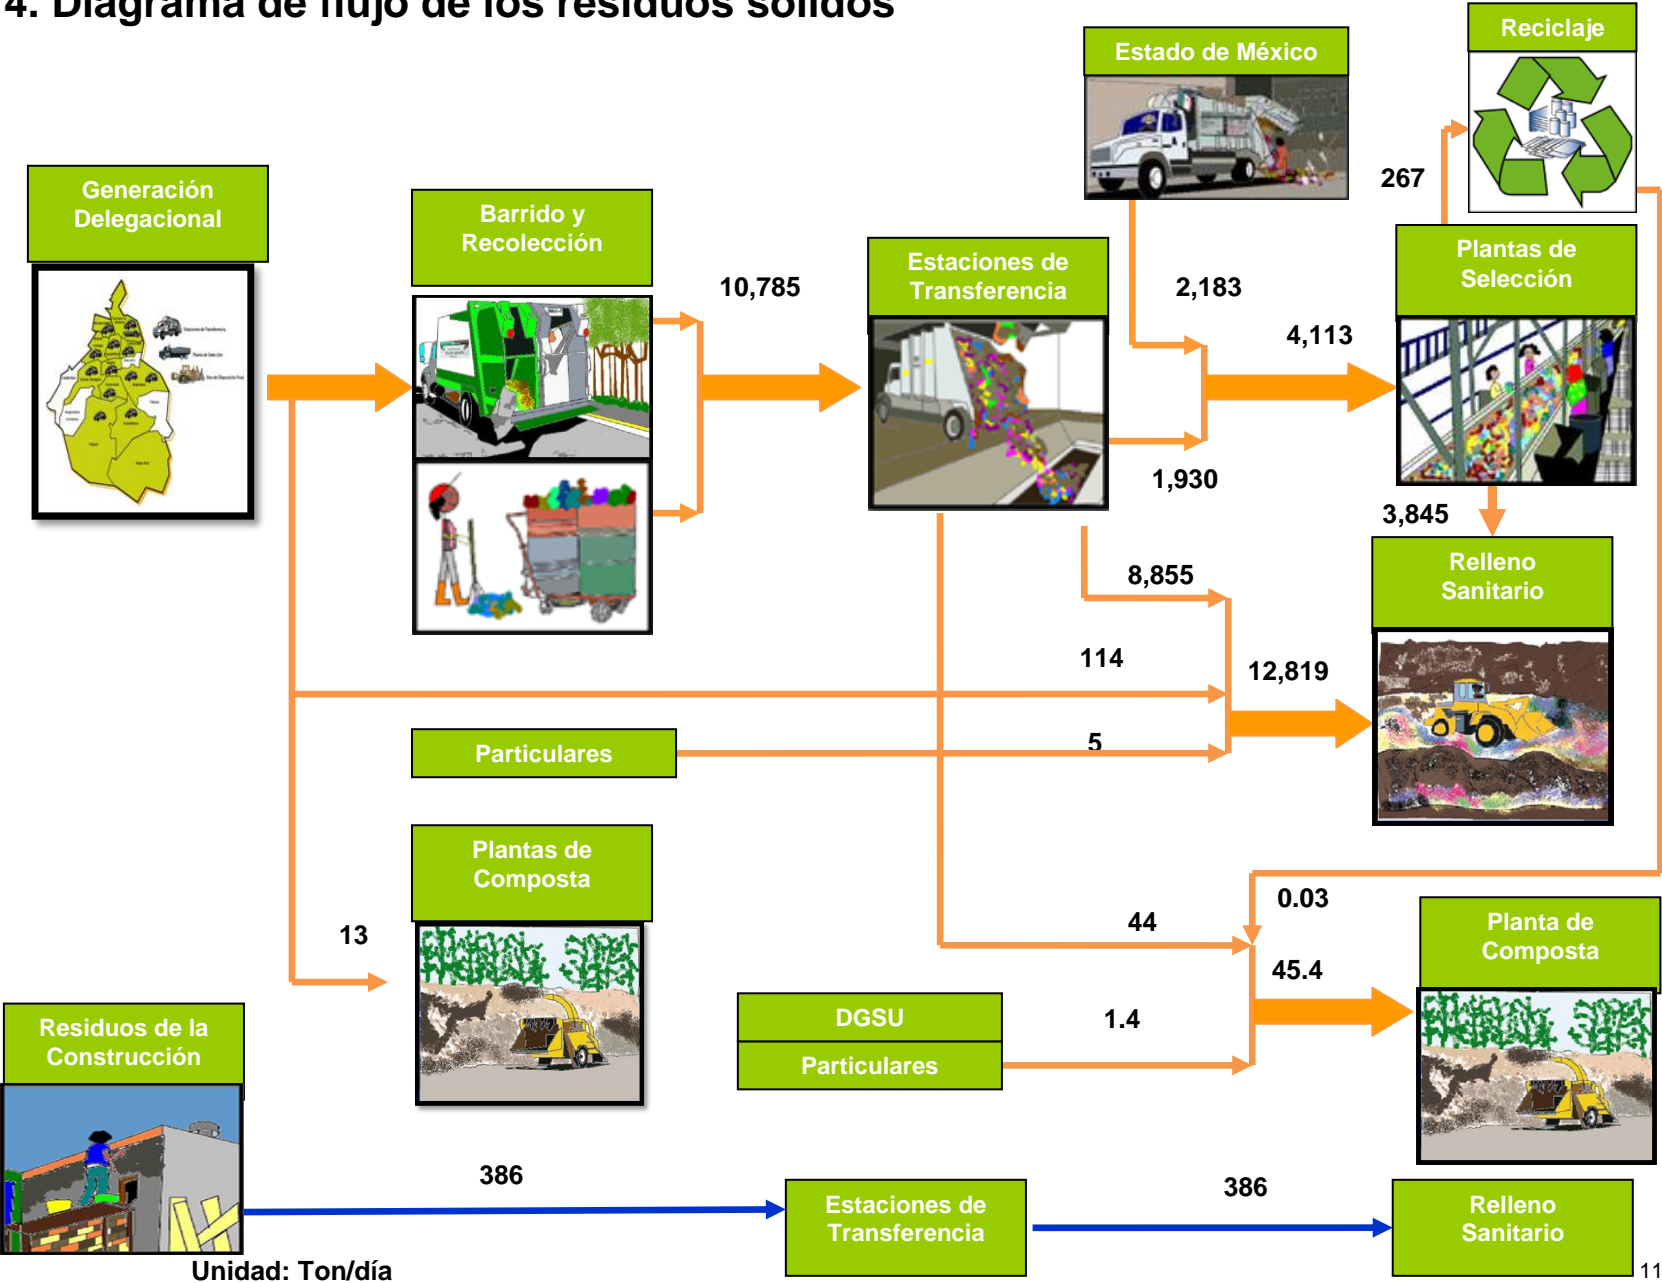 4. Diagrama de flujo de los residuos sólidos
Reciclaje
Estado de México
267
Generación
Delegacional
Barrido y
Recolección
10,785
Estaciones de
Transferencia
2,183
4,113
Plantas de
Selección
1,930
3,845
8,855
Relleno
Sanitario
114
12,819
Particulares
5
Plantas de
Composta
13
44
0.03
45.4
Planta de
Composta
DGSU
Particulares
1.4
Residuos de la
Construcción
386
Estaciones de
Transferencia
386
Relleno
Sanitario
Unidad: Ton/día
11